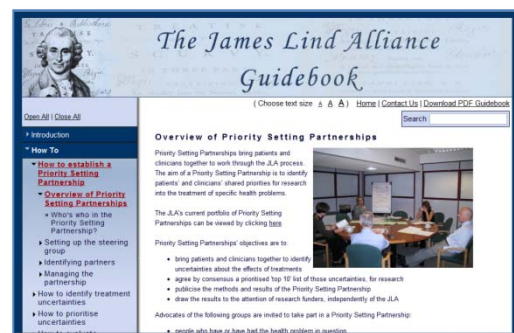 The James Lind Alliance
Guidebook
( Choose text size A A A ) Home | Contact Us | Download PDF Guidebook
Search
Open All | Close All
Introduction
How To
How to establish a
Priority Setting
Partnership
Overview of Priority
Setting Partnerships
Who's who in the
Priority Setting
Partnership?
Setting up the steering
group
Identifying partners
Managing the
partnership
How to identify treatment
uncertainties
How to prioritise
uncertainties
Overview of Priority Setting Partnerships
Priority Setting Partnerships bring patients and
clinicians together to work through the JLA process.
The aim of a Priority Setting Partnership is to identify
patients' and clinicians' shared priorities for research
into the treatment of specific health problems.
The JLA's current portfolio of Priority Setting
Partnerships can be viewed by clicking here
Priority Setting Partnerships' objectives are to:
bring patients and clinicians together to identify
uncertainties about the effects of treatments
agree by consensus a prioritised 'top 10' list of those uncertainties, for research
publicise the methods and results of the Priority Setting Partnership
draw the results to the attention of research funders, independently of the JLA
Advocates of the following groups are invited to take part in a Priority Setting Partnership:
people who have or have had the health problem in question